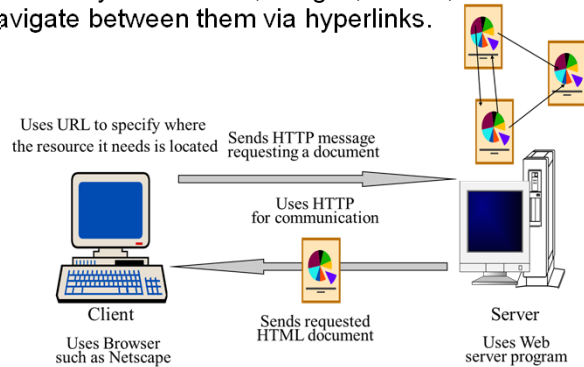 navigate between them via hyperlinks.
Uses URL to specify where
the resource it needs is located
Sends HTTP message
requesting a document
Uses HTTP
for communication
Client
Sends requested
HTML document
Server
Uses Browser
such as Netscape
Uses Web
server program